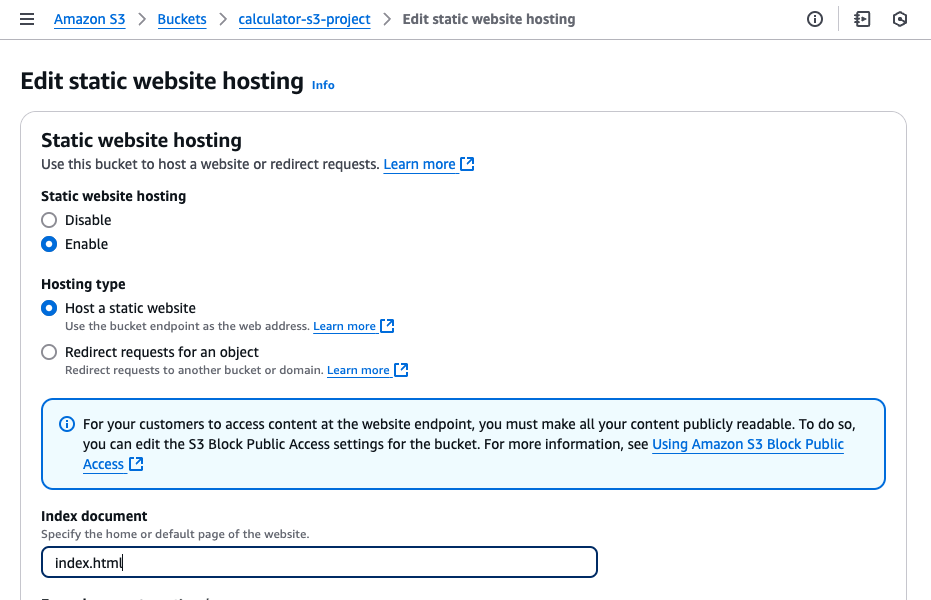 Amazon S3 > Buckets > calculator-s3-project > Edit static website hosting
Edit static website hosting Info
Static website hosting
Use this bucket to host a website or redirect requests. Learn more
Static website hosting
Disable
Enable
Hosting type
Host a static website
Use the bucket endpoint as the web address. Learn more
Redirect requests for an object
Redirect requests to another bucket or domain. Learn more
For your customers to access content at the website endpoint, you must make all your content publicly readable. To do so,
you can edit the S3 Block Public Access settings for the bucket. For more information, see Using Amazon S3 Block Public
Access
Index document
Specify the home or default page of the website.
index.html